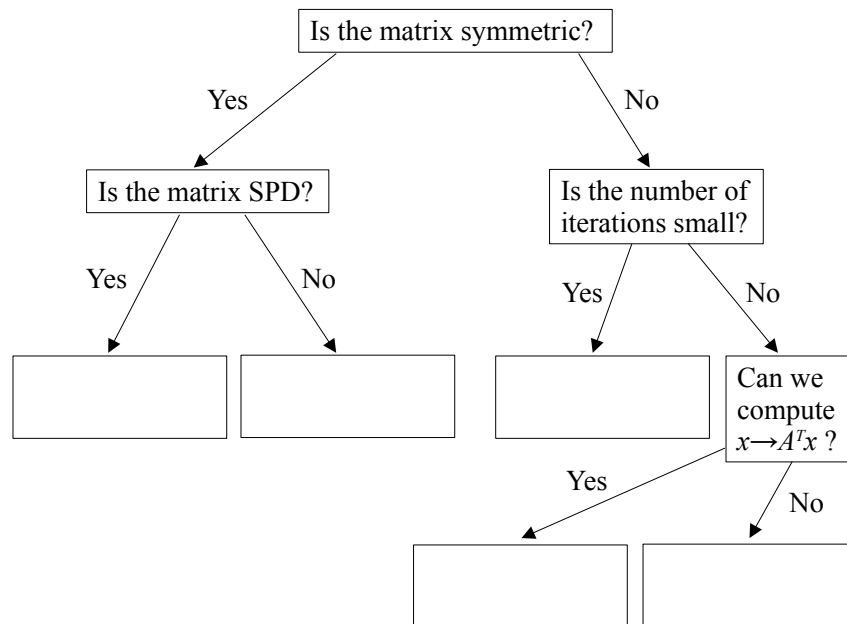 Is the matrix symmetric?
Yes
No
Is the matrix SPD?
Is the number of
iterations small?
Yes
No
Yes
No
Can we
compute
x→Aᵀx ?
Yes
No